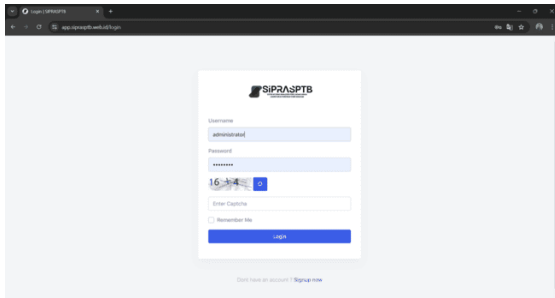 Login | SIPRASPTB
app.siprasptb.web.id/login
SiPRASPTB
Username
administrator
Password
16 + 4
Enter Captcha
Remember Me
Login
Dont have an account ? Signup now